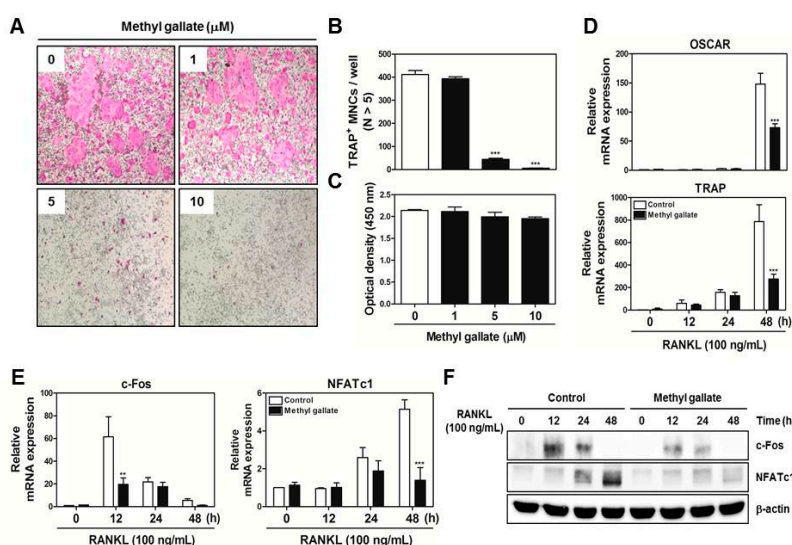 A
Methyl gallate (μM)
0
1
5
10
B
TRAP+ MNCs / well
(N > 5)
500
400
300
200
100
0
***
***
C
Optical density (450 nm)
2.5
2.0
1.5
1.0
0.5
0.0
0 1 5 10
Methyl gallate (μM)
D
OSCAR
Relative
mRNA expression
200
150
100
50
0
***
TRAP
Relative
mRNA expression
1000
800
600
400
200
0
Control
Methyl gallate
***
0 12 24 48 (h)
RANKL (100 ng/mL)
E
c-Fos
Relative
mRNA expression
100
80
60
40
20
0
**
0 12 24 48 (h)
RANKL (100 ng/mL)
NFATc1
Relative
mRNA expression
6
4
2
0
Control
Methyl gallate
***
0 12 24 48 (h)
RANKL (100 ng/mL)
F
Control Methyl gallate
RANKL
(100 ng/mL)
0 12 24 48 0 12 24 48 Time (h
c-Fos
NFATc1
β-actin